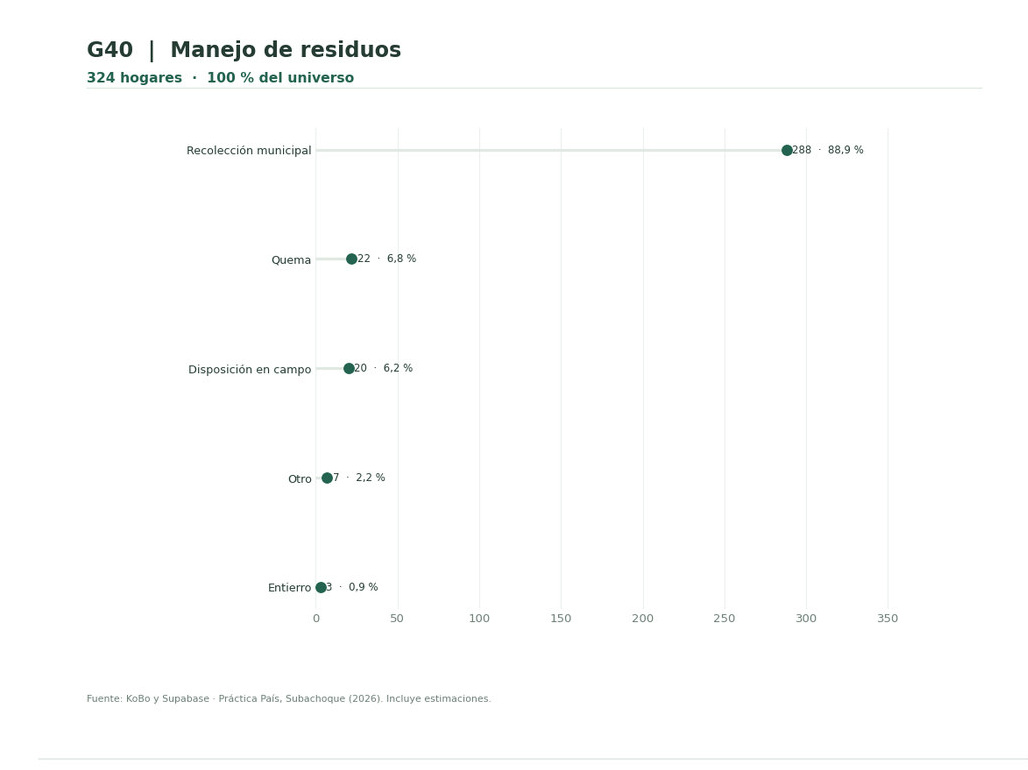 G40 | Manejo de residuos
324 hogares · 100 % del universo
Recolección municipal 288 · 88,9 %
Quema 22 · 6,8 %
Disposición en campo 20 · 6,2 %
Otro 7 · 2,2 %
Entierro 3 · 0,9 %
0 50 100 150 200 250 300 350
Fuente: KoBo y Supabase · Práctica País, Subachoque (2026). Incluye estimaciones.